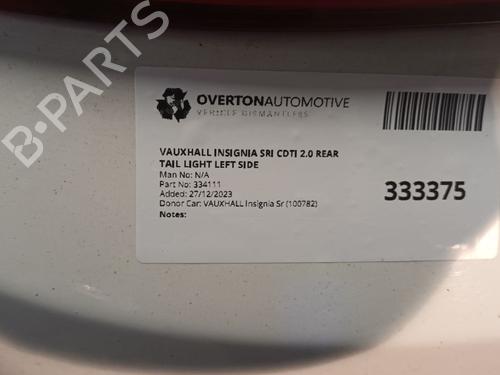 OVERTONAUTOMOTIVE
VEHICLE DISMANTLERS
VAUXHALL INSIGNIA SRI CDTI 2.0 REAR
TAIL LIGHT LEFT SIDE
Man No: N/A
Part No: 334111
Added: 27/12/2023
Donor Car: VAUXHALL Insignia Sr (100782)
Notes:
333375
B-PARTS